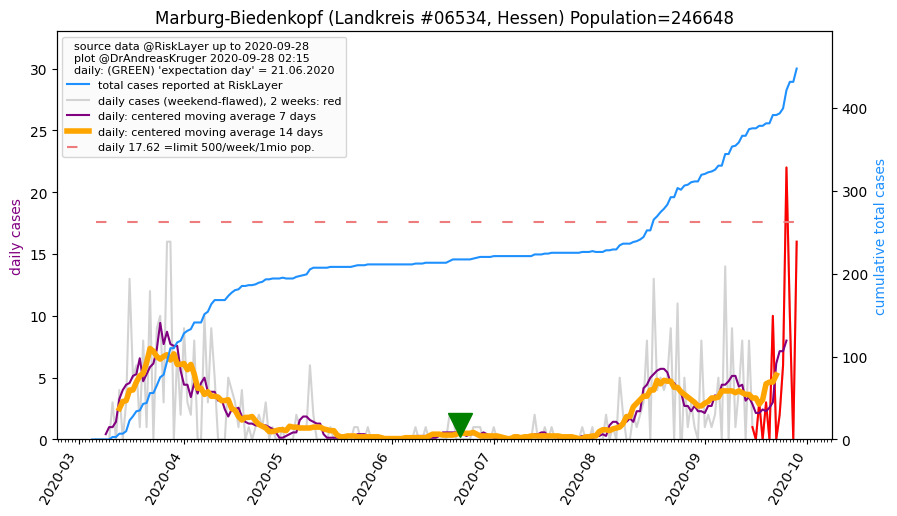 Marburg-Biedenkopf (Landkreis #06534, Hessen) Population=246648
source data @RiskLayer up to 2020-09-28
plot @DrAndreasKruger 2020-09-28 02:15
daily: (GREEN) 'expectation day' = 21.06.2020
total cases reported at RiskLayer
daily cases (weekend-flawed), 2 weeks: red
daily: centered moving average 7 days
daily: centered moving average 14 days
daily 17.62 =limit 500/week/1mio pop.
daily cases
30
25
20
15
10
5
0
cumulative total cases
400
300
200
100
0
2020-03
2020-04
2020-05
2020-06
2020-07
2020-08
2020-09
2020-10